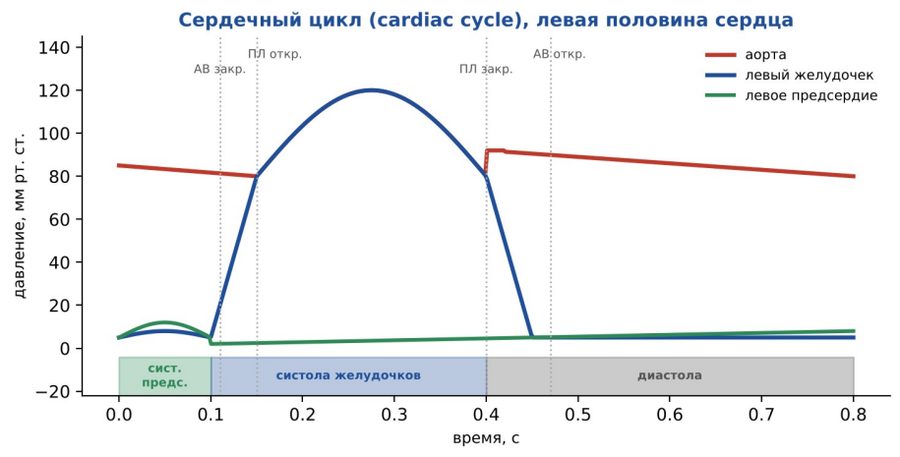 Сердечный цикл (cardiac cycle), левая половина сердца
140
120
100
80
60
40
20
0
−20
давление, мм рт. ст.
АВ закр.
ПЛ откр.
ПЛ закр.
АВ откр.
аорта
левый желудочек
левое предсердие
сист.
предс.
систола желудочков
диастола
0.0 0.1 0.2 0.3 0.4 0.5 0.6 0.7 0.8
время, с